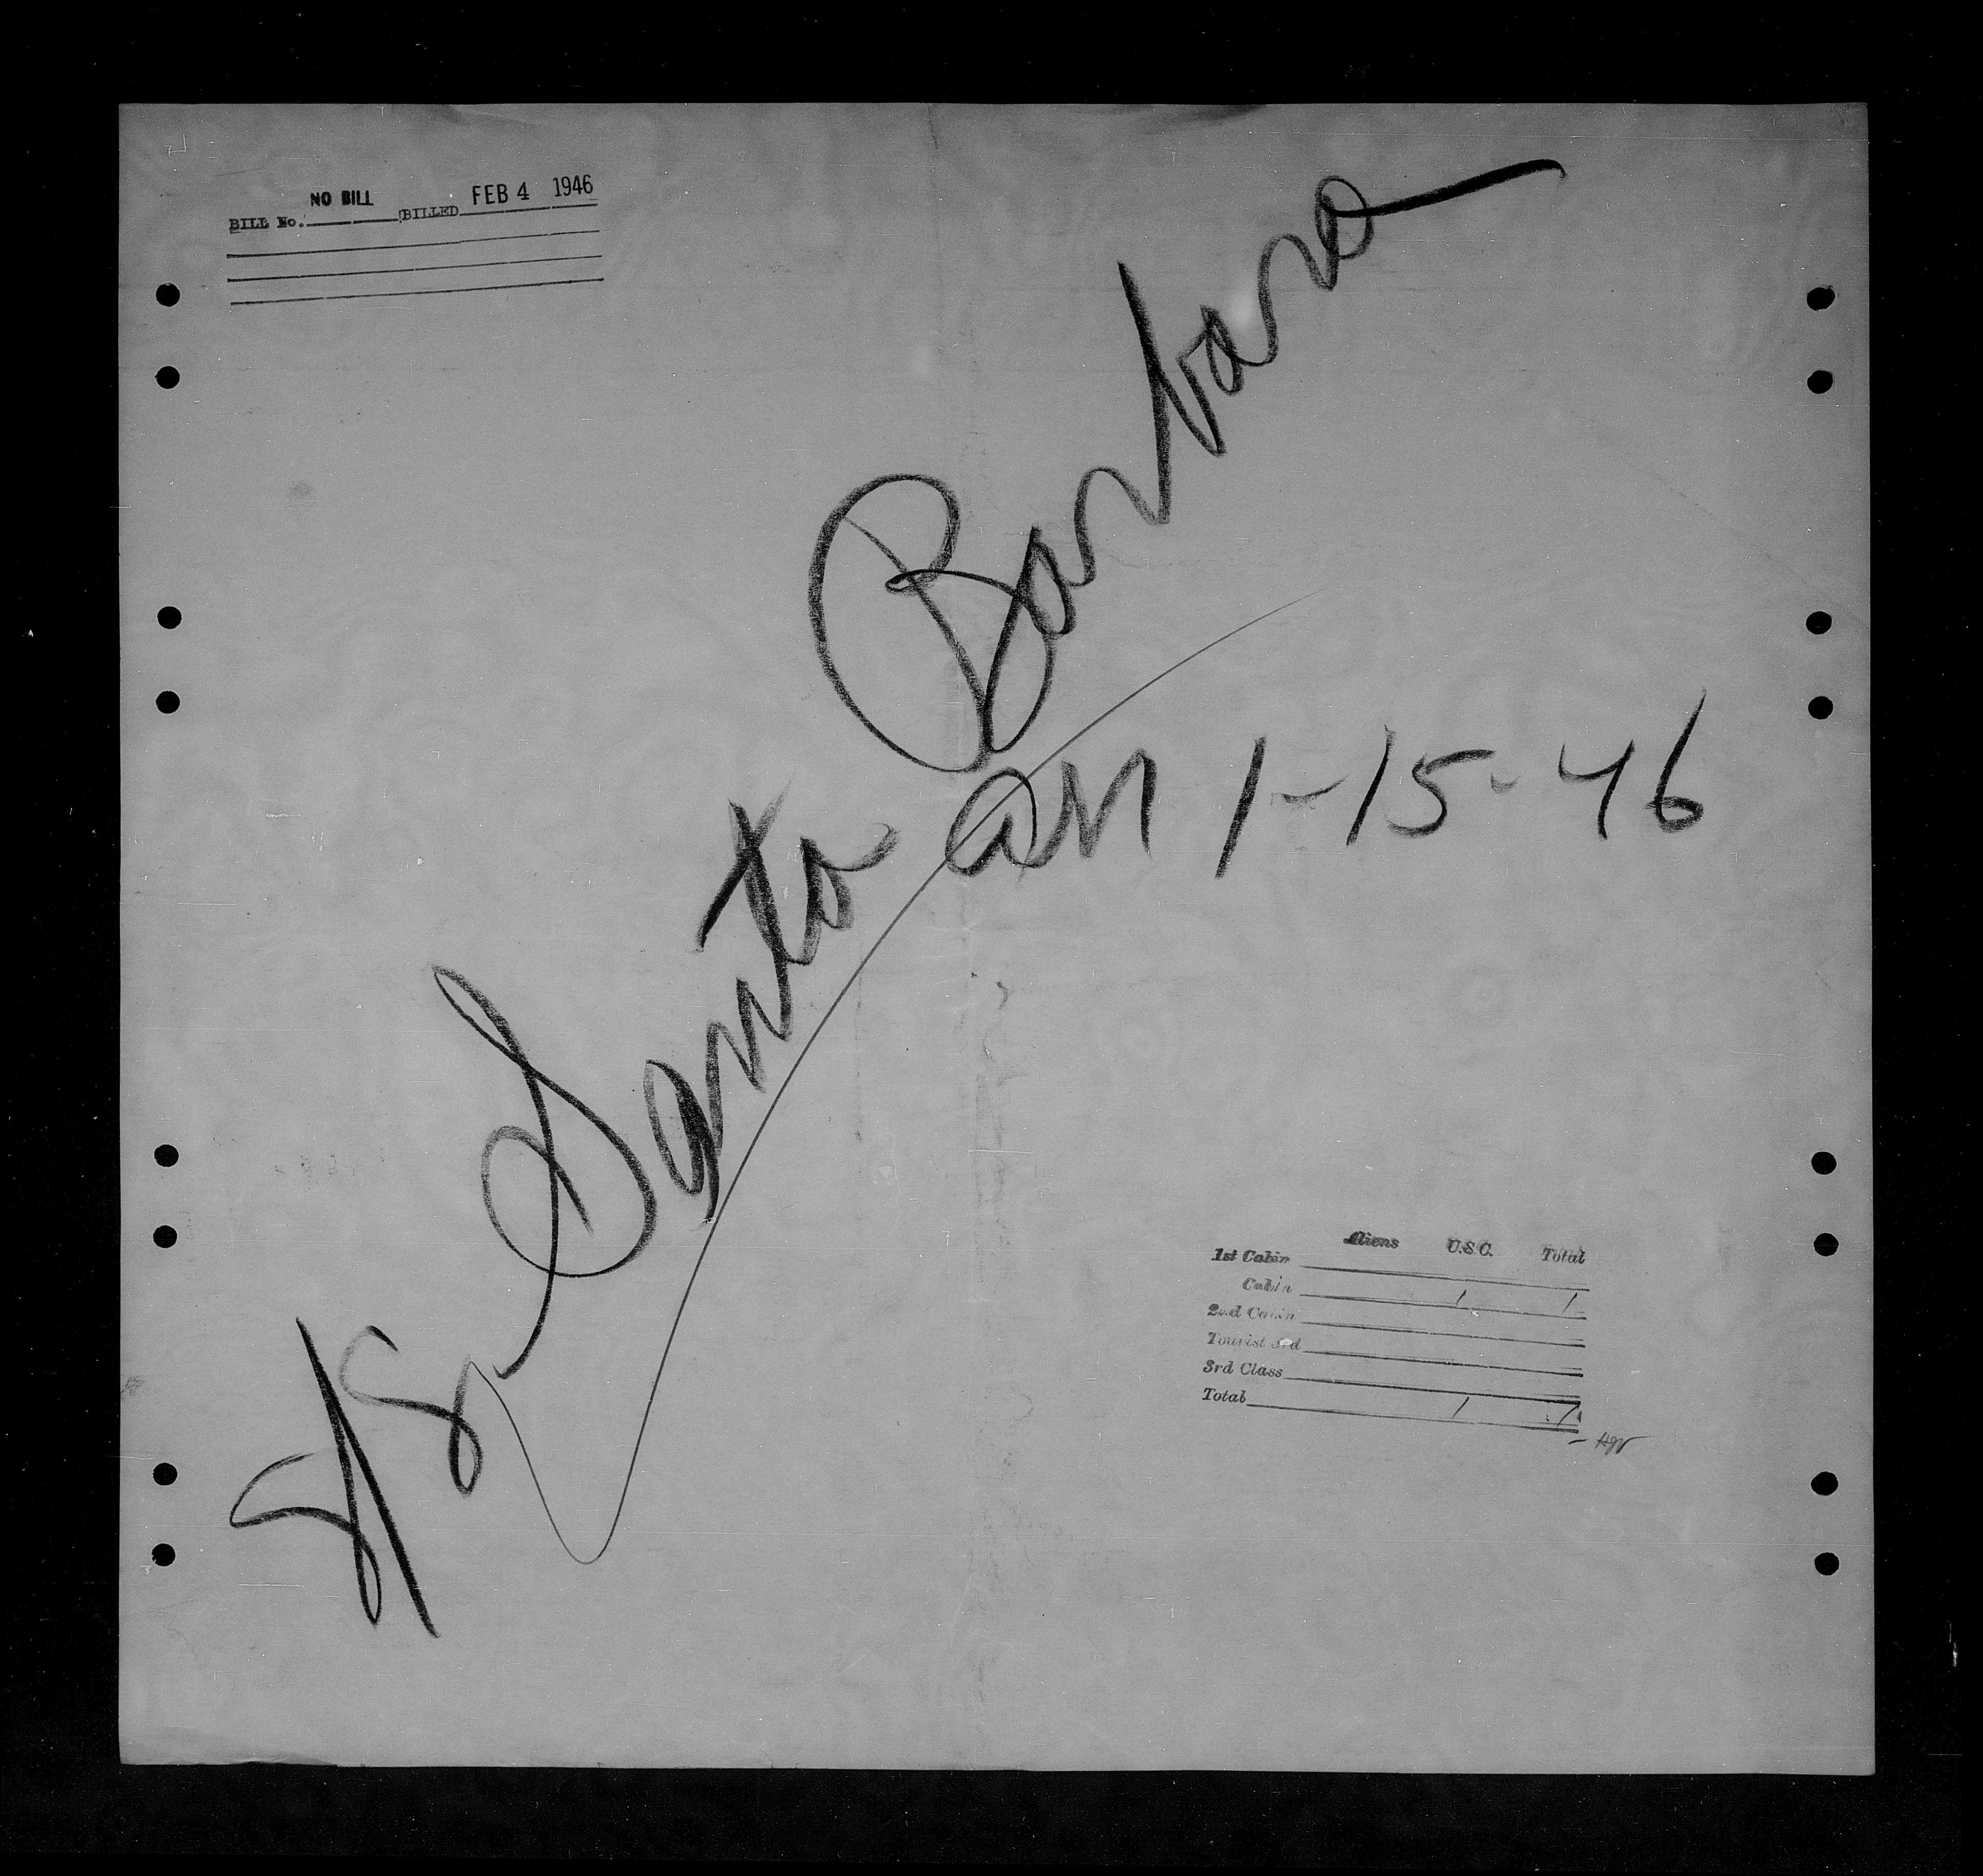 NO BILL FEB 4 1946
BILL No. BILLED
SS Santa Barbara
arr 1-15-46
Aliens U.S.C. Total
1st Cabin
Cabin 1 1
2nd Cabin
Tourist 3rd
3rd Class
Total 1 1